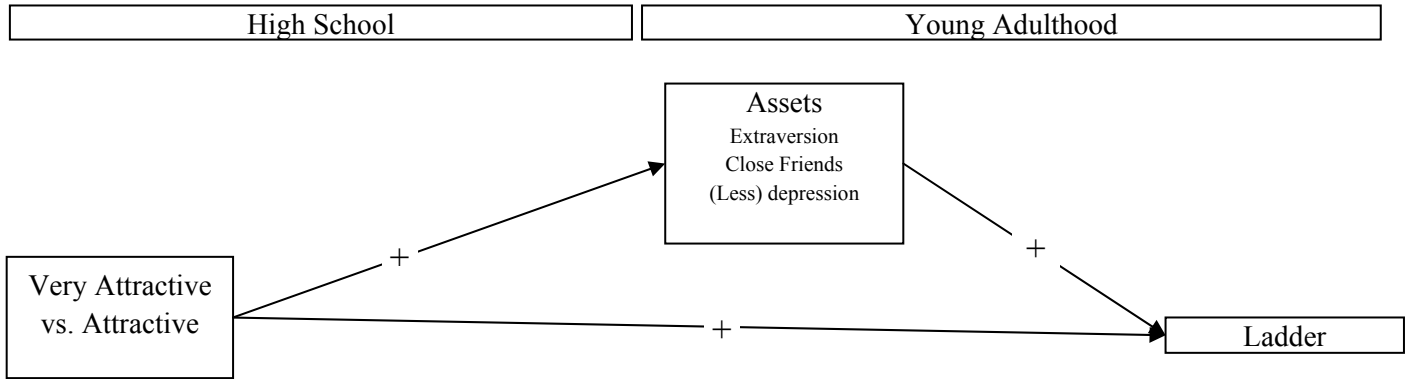 High School
Young Adulthood
Assets
Extraversion
Close Friends
(Less) depression
+
+
Very Attractive
vs. Attractive
+
Ladder